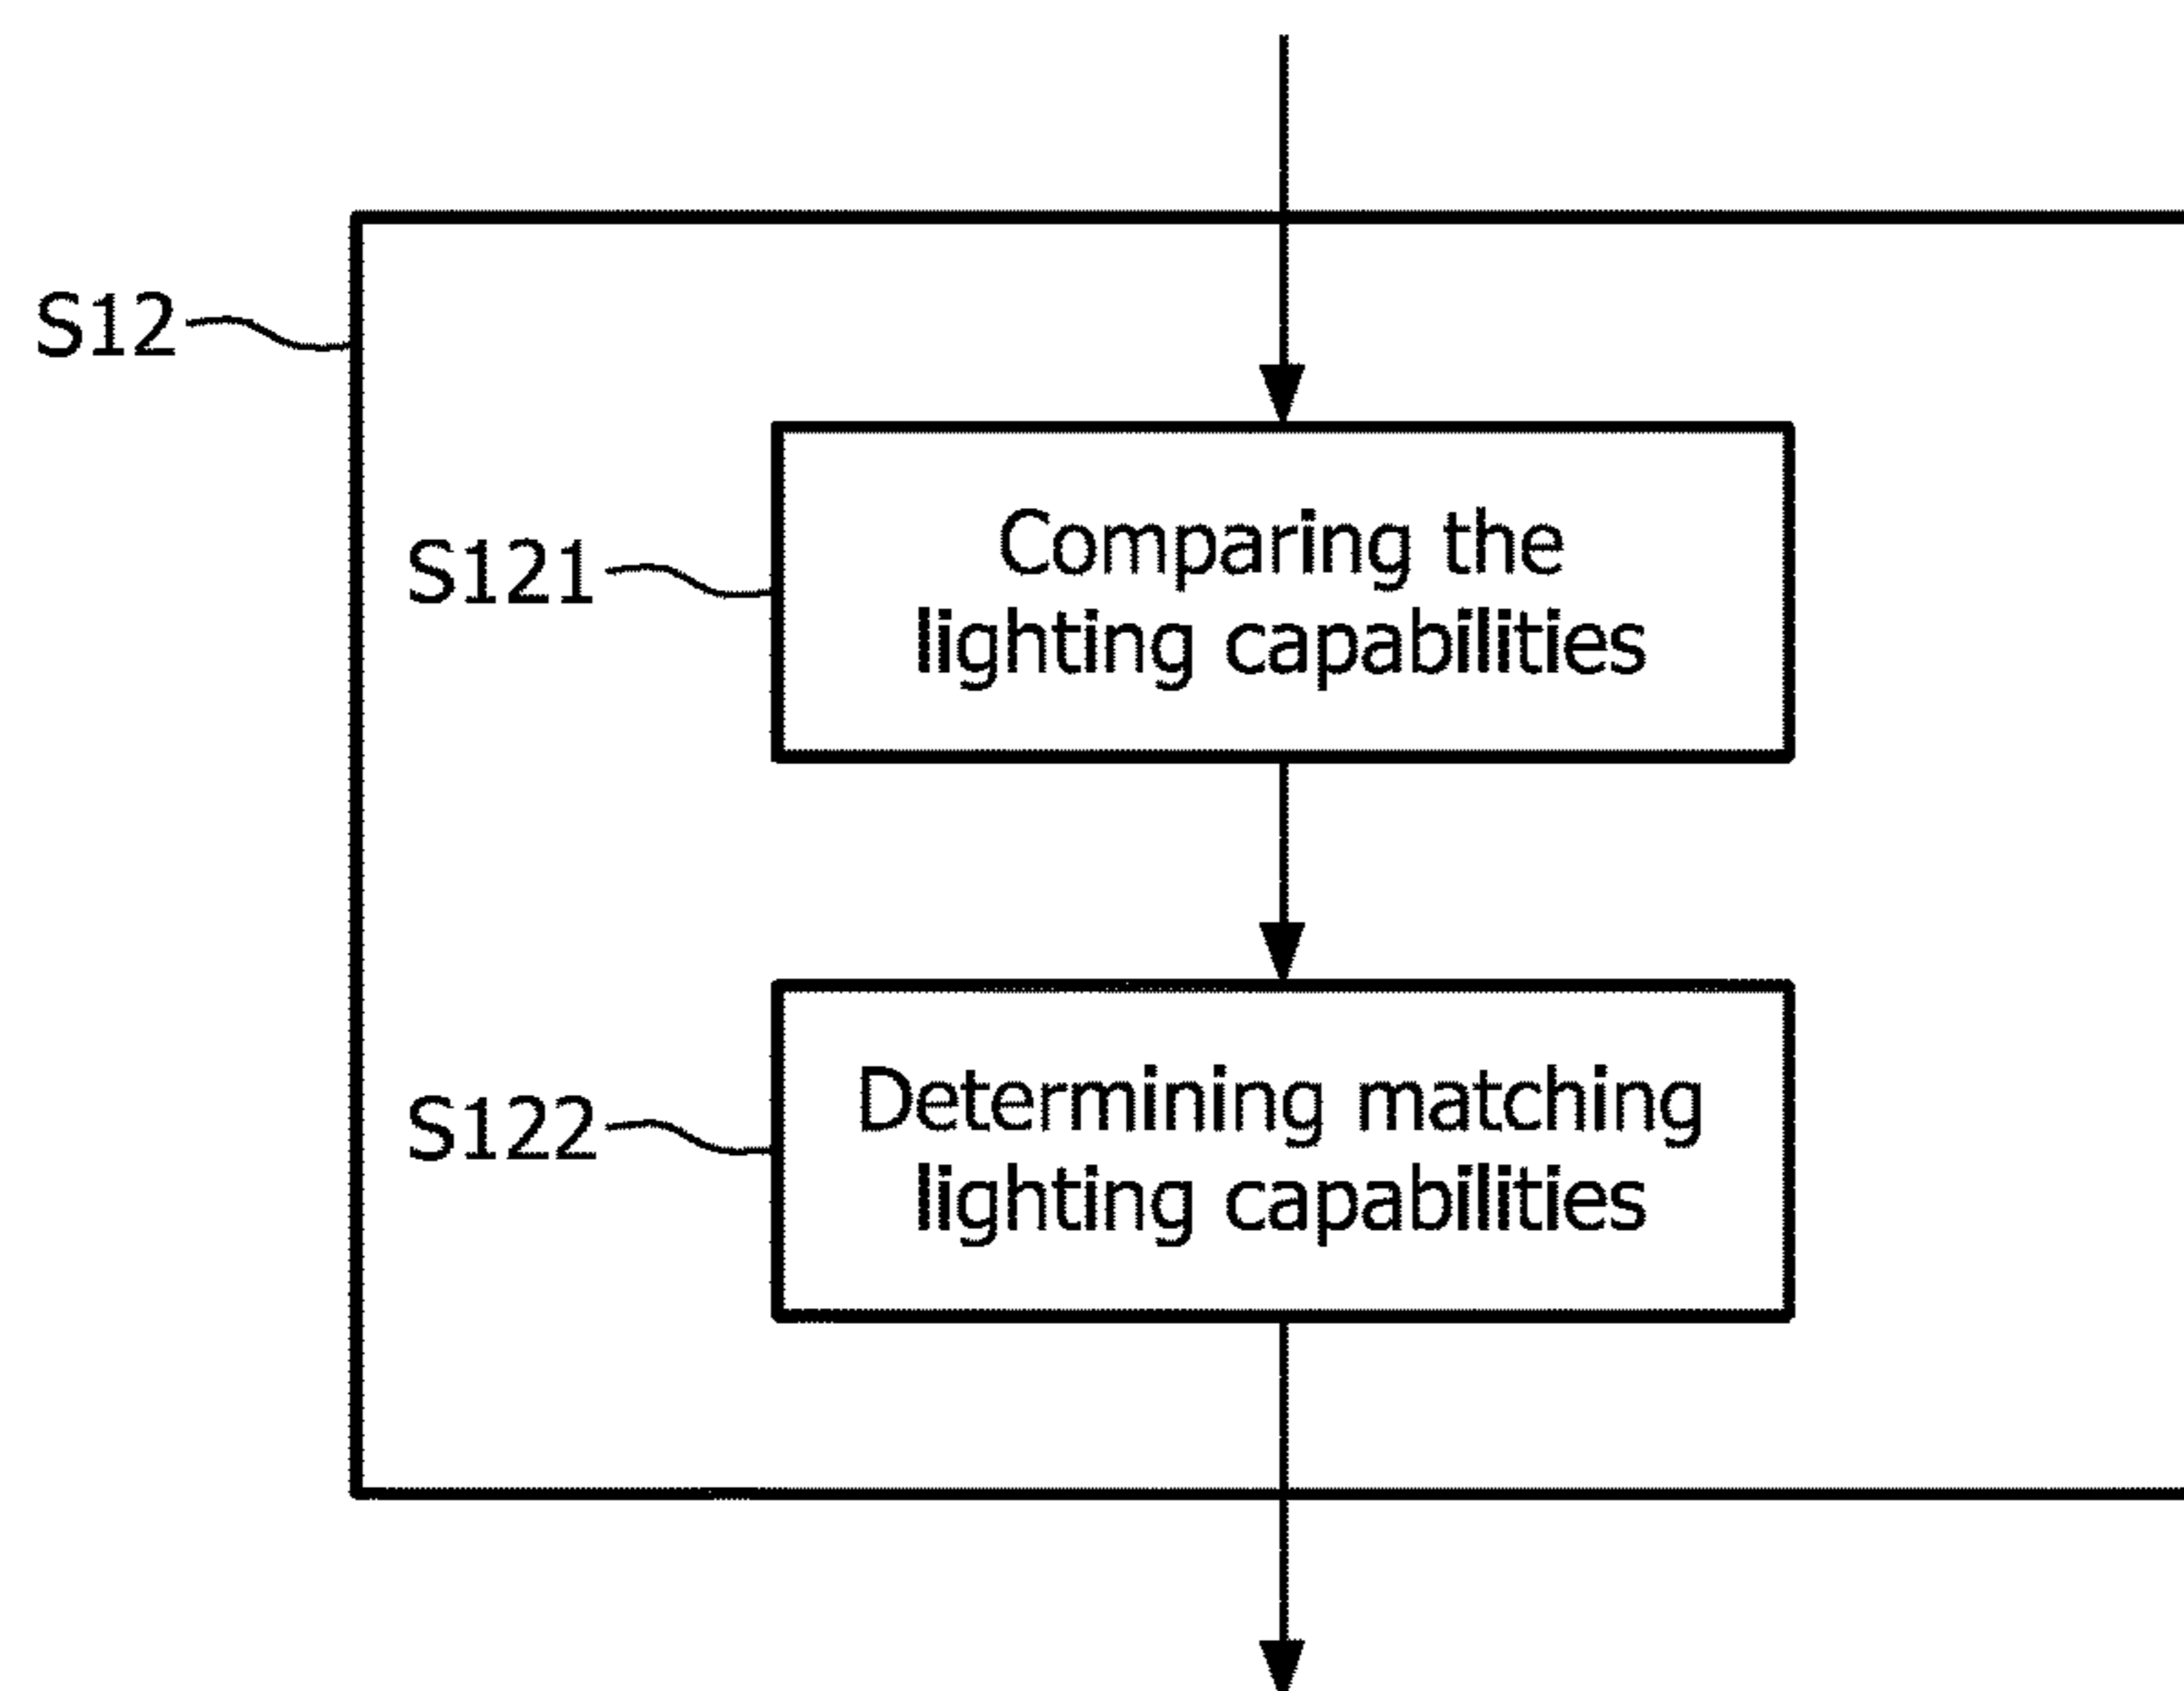 S12
S121
Comparing the
lighting capabilities
S122
Determining matching
lighting capabilities